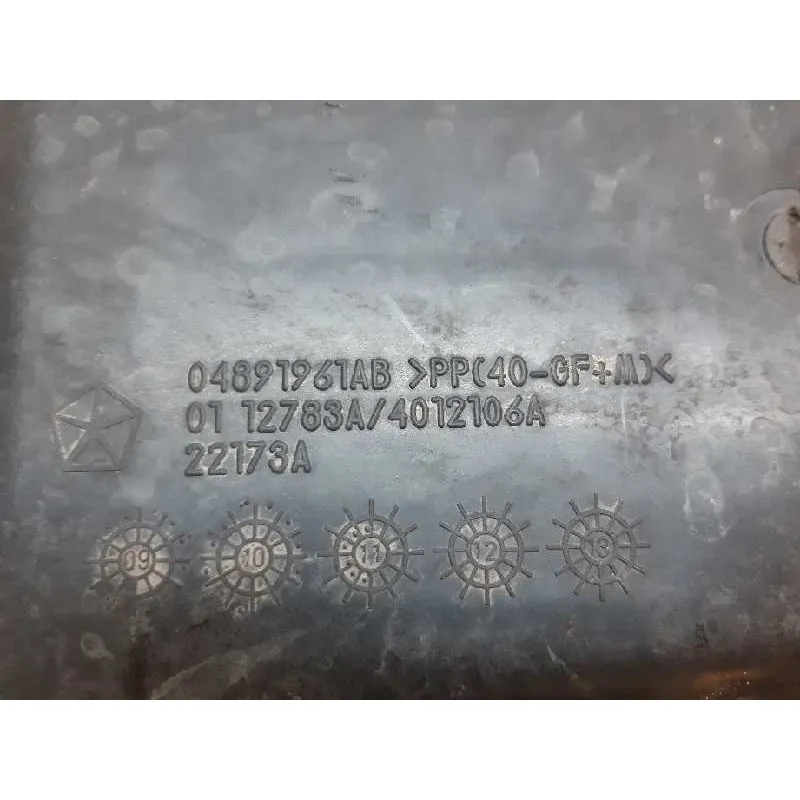 04891961AB >PP(40-GF+M)<
01 12783A/4012106A
22173A
09 10 11 12 13